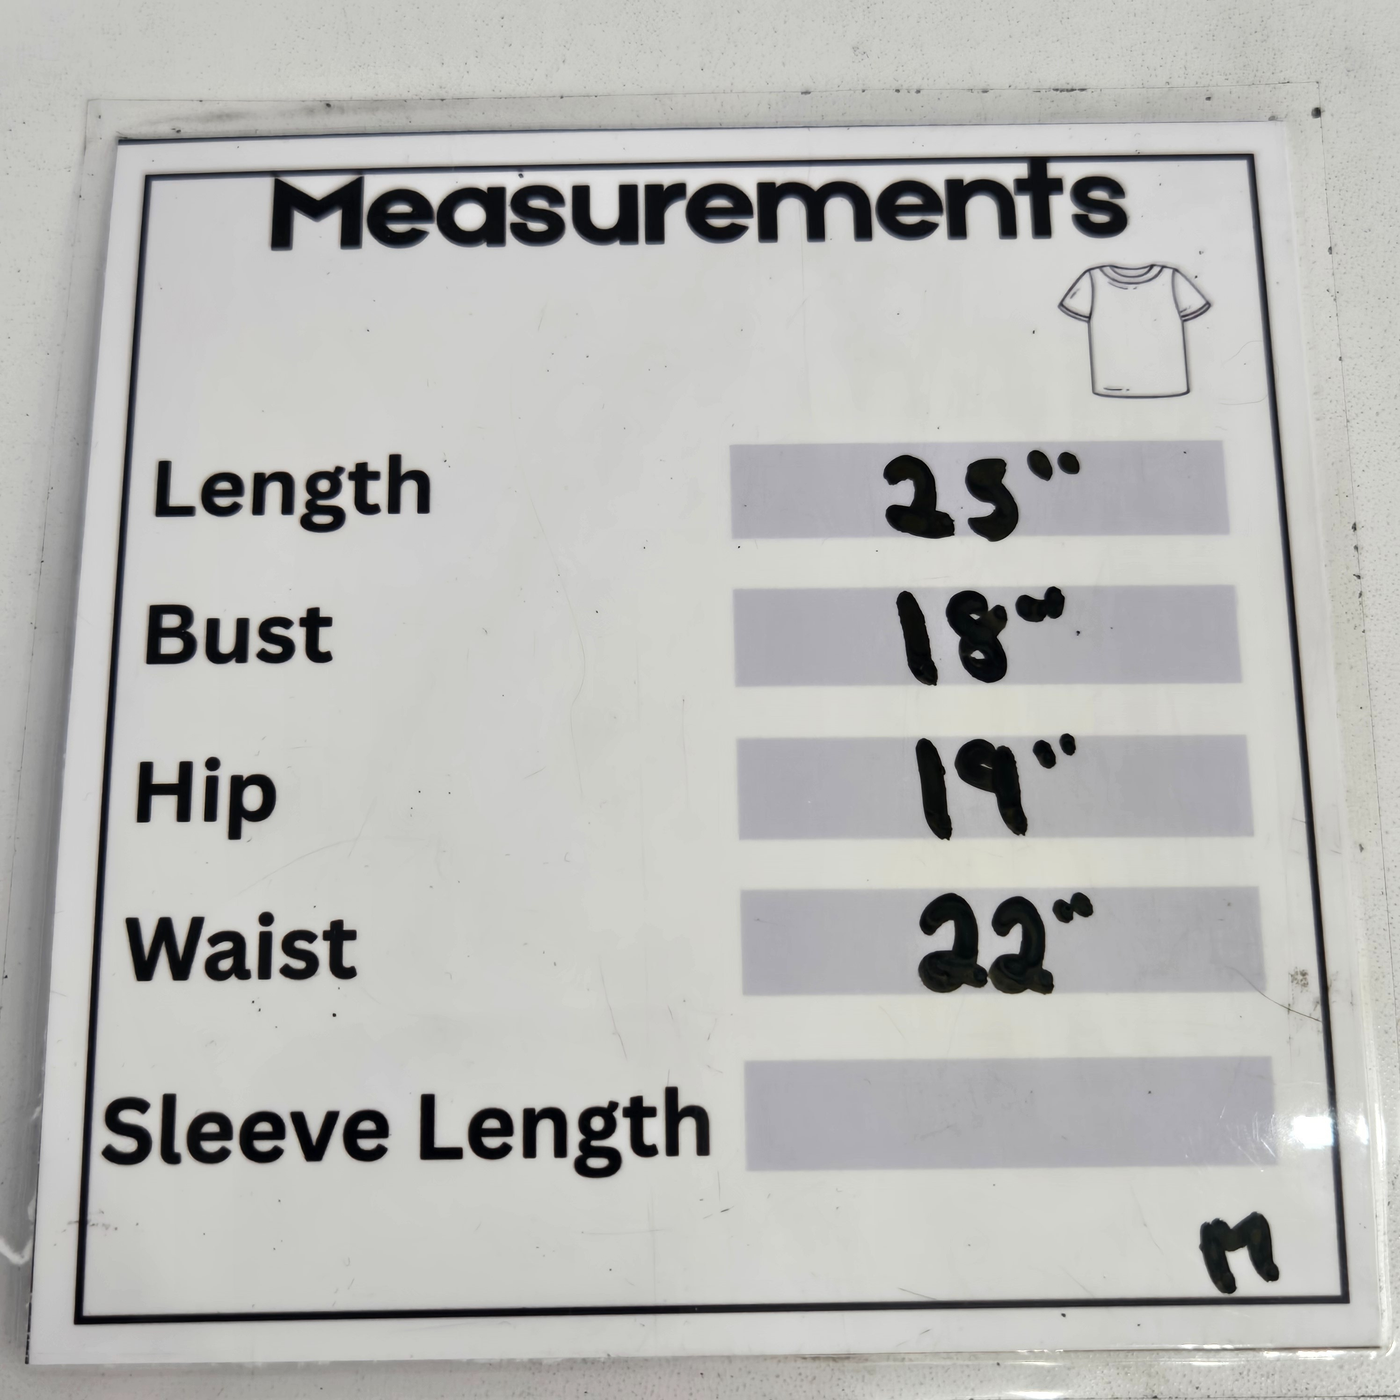 Measurements
Length 25"
Bust 18"
Hip 19"
Waist 22"
Sleeve Length
M